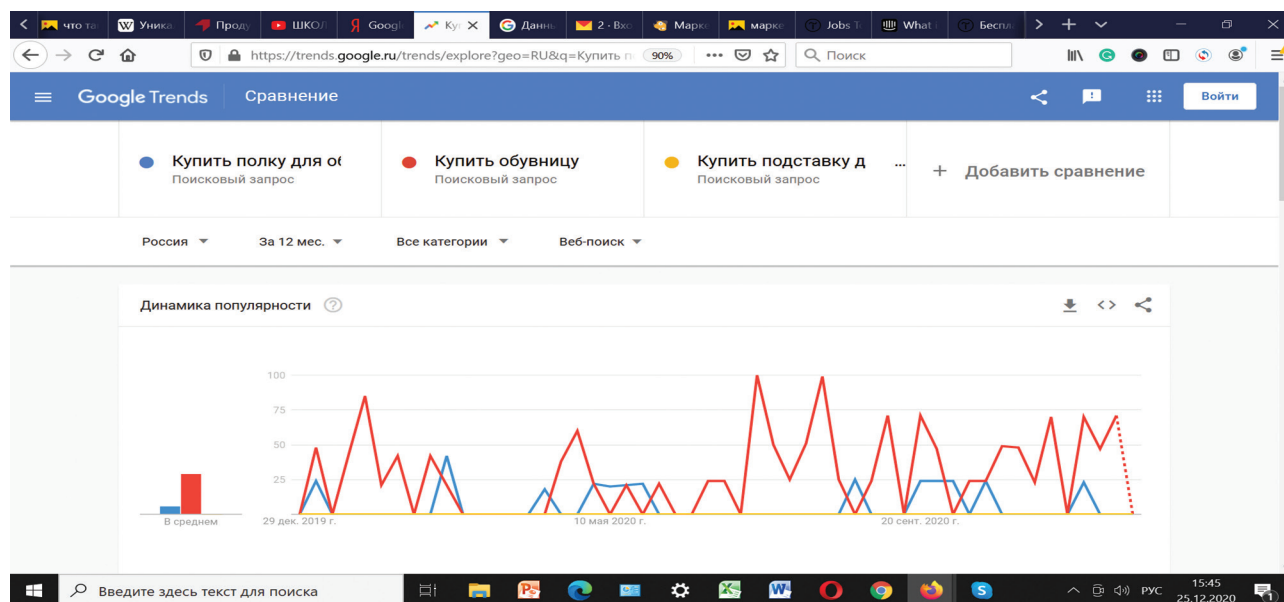 что та
Уника
Проду
ШКОЛ
Googl
Куп
Даннь
2 - Вхо
Марке
марке
Jobs T
What i
Беспл
https://trends.google.ru/trends/explore?geo=RU&q=Купить п
90%
Поиск
Google Trends
Сравнение
Войти
Купить полку для об
Поисковый запрос
Купить обувницу
Поисковый запрос
Купить подставку д ...
Поисковый запрос
+ Добавить сравнение
Россия
За 12 мес.
Все категории
Веб-поиск
Динамика популярности
100
75
50
25
В среднем
29 дек. 2019 г.
10 мая 2020 г.
20 сент. 2020 г.
Введите здесь текст для поиска
РУС
15:45
25.12.2020